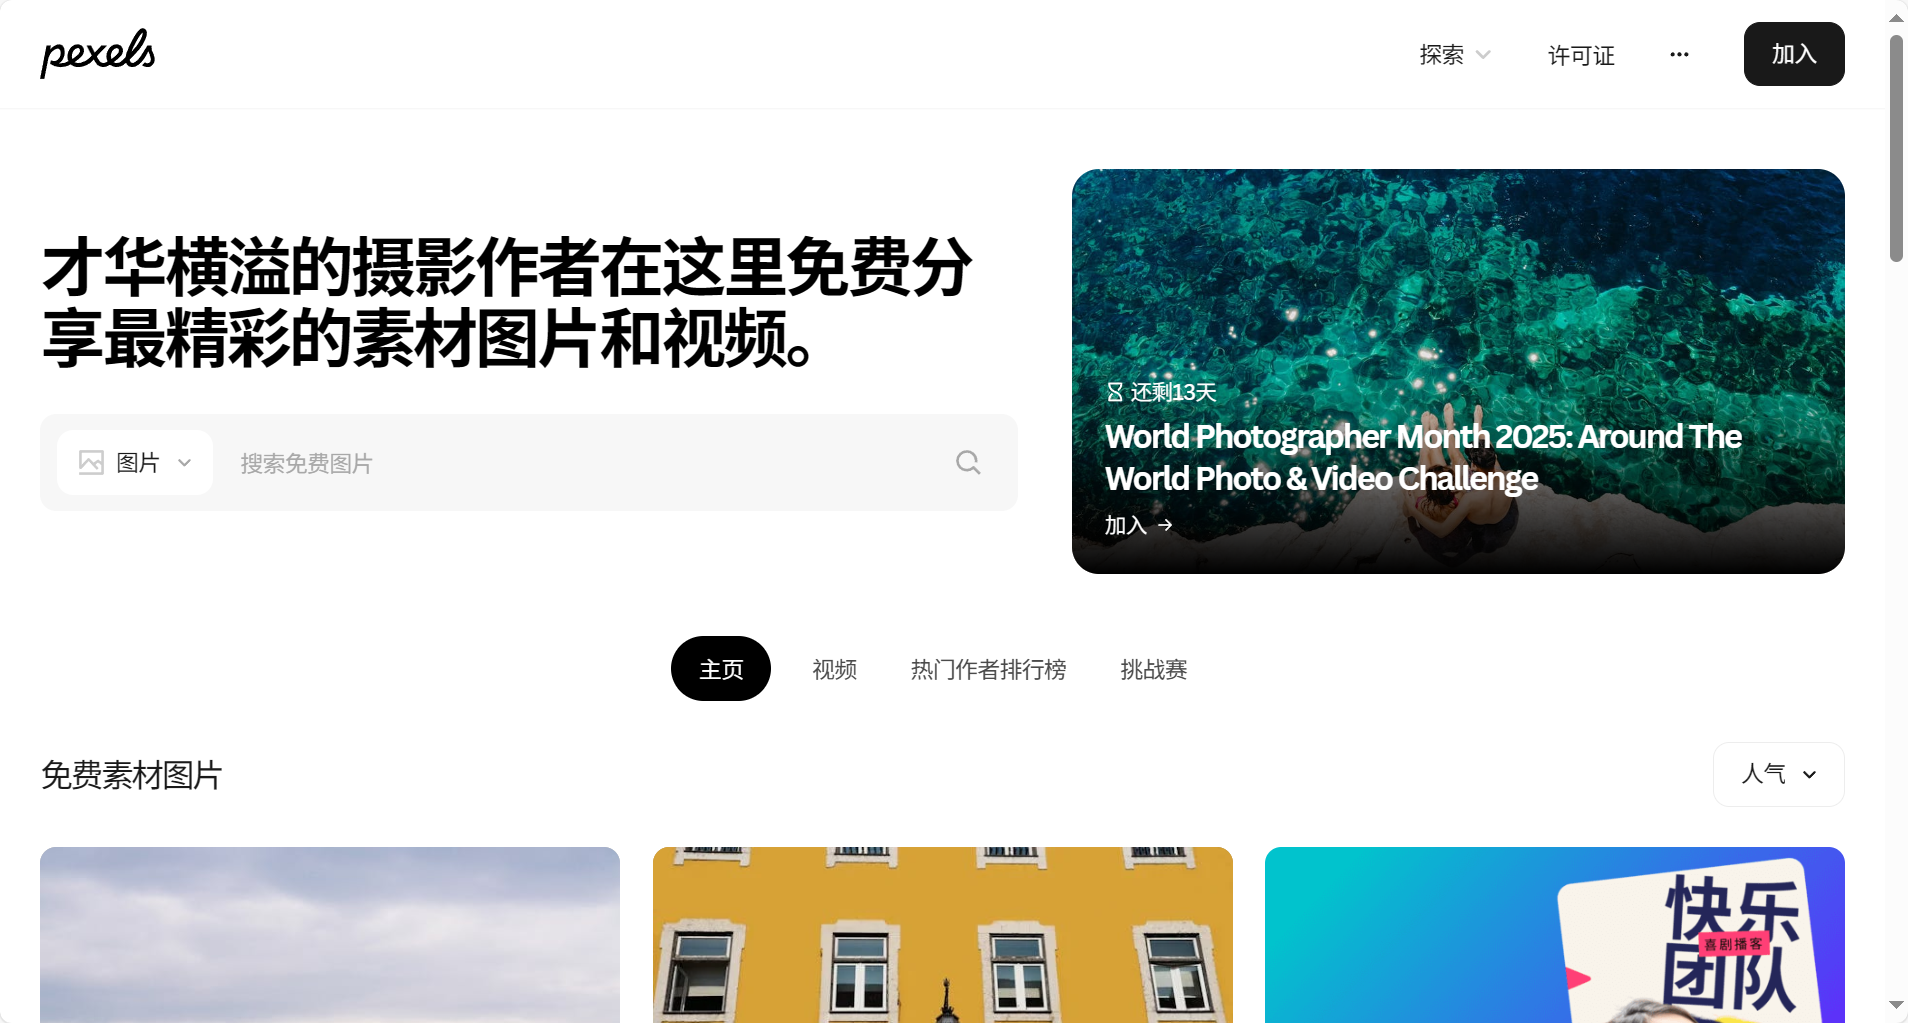 pexels
探索
许可证
加入
才华横溢的摄影作者在这里免费分
享最精彩的素材图片和视频。
图片
搜索免费图片
还剩13天
World Photographer Month 2025: Around The
World Photo & Video Challenge
加入 →
主页
视频
热门作者排行榜
挑战赛
免费素材图片
人气
快乐
喜剧播客
团队